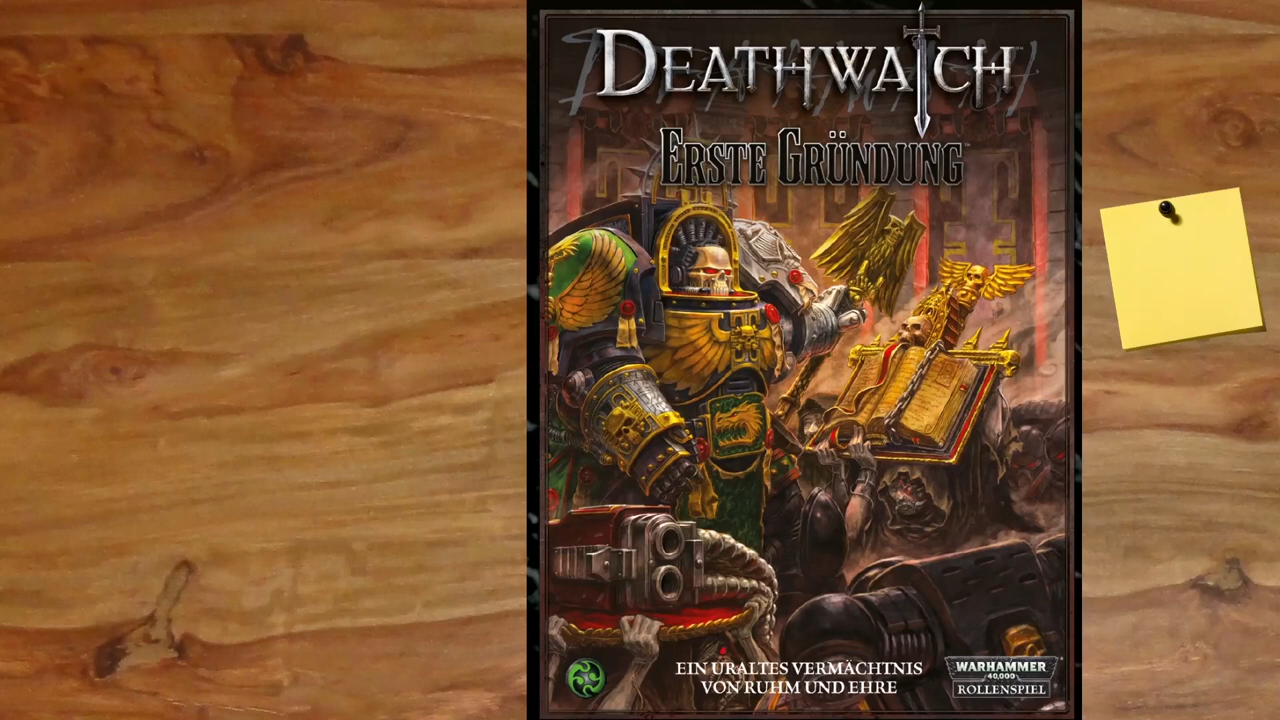 DEATHWATCH
ERSTE GRÜNDUNG
EIN URALTES VERMÄCHTNIS
VON RUHM UND EHRE
WARHAMMER
40,000
ROLLENSPIEL